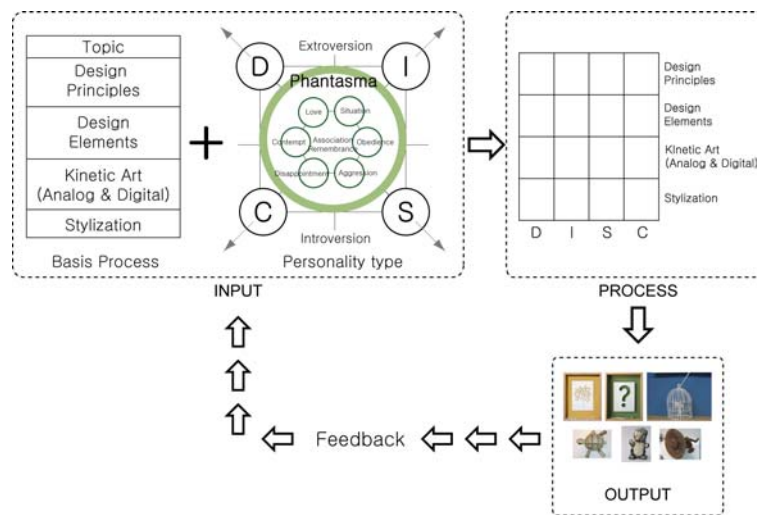 Topic
Design
Principles
Design
Elements
Kinetic Art
(Analog & Digital)
Stylization
Basis Process
+
Extroversion
D
I
Phantasma
Love
Situation
Contempt
Association
Remembrance
Obedience
Disappointment
Aggression
C
S
Introversion
Personality type
INPUT
Design
Principles
Design
Elements
Kinetic Art
(Analog & Digital)
Stylization
D I S C
PROCESS
?
OUTPUT
Feedback